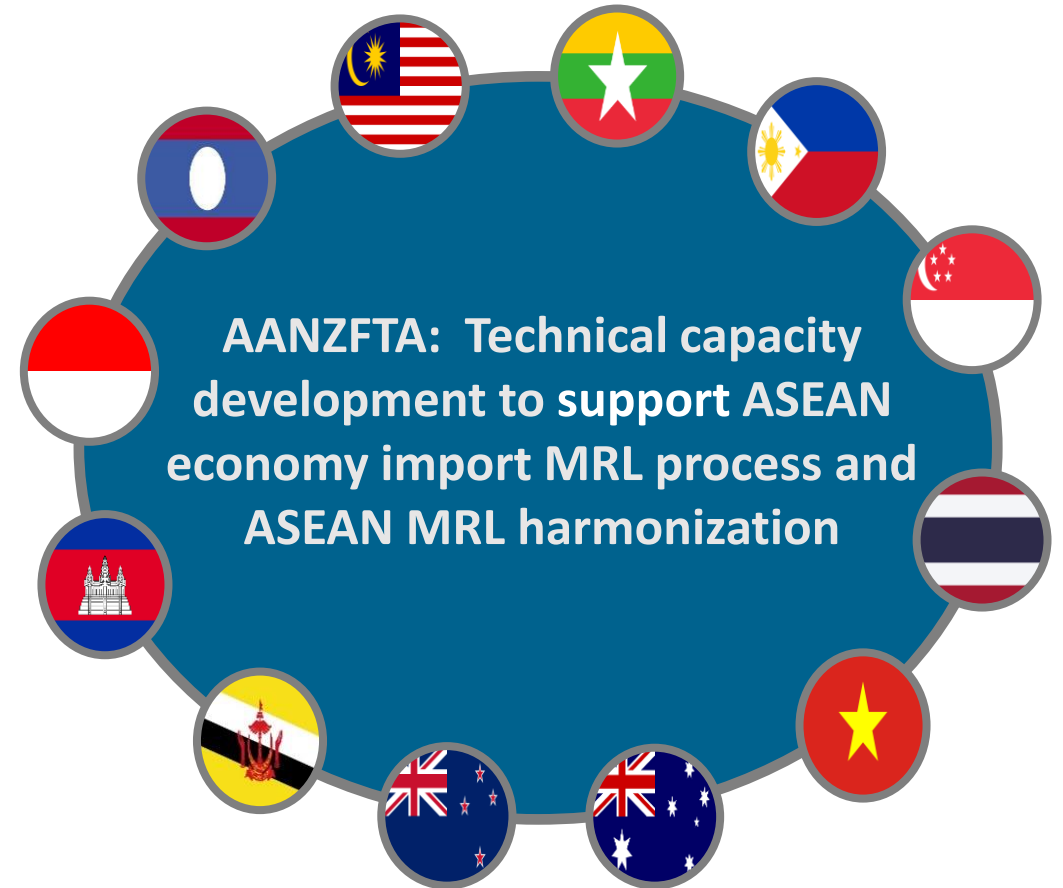 AANZFTA:  Technical capacity
development to support ASEAN
economy import MRL process and
ASEAN MRL harmonization